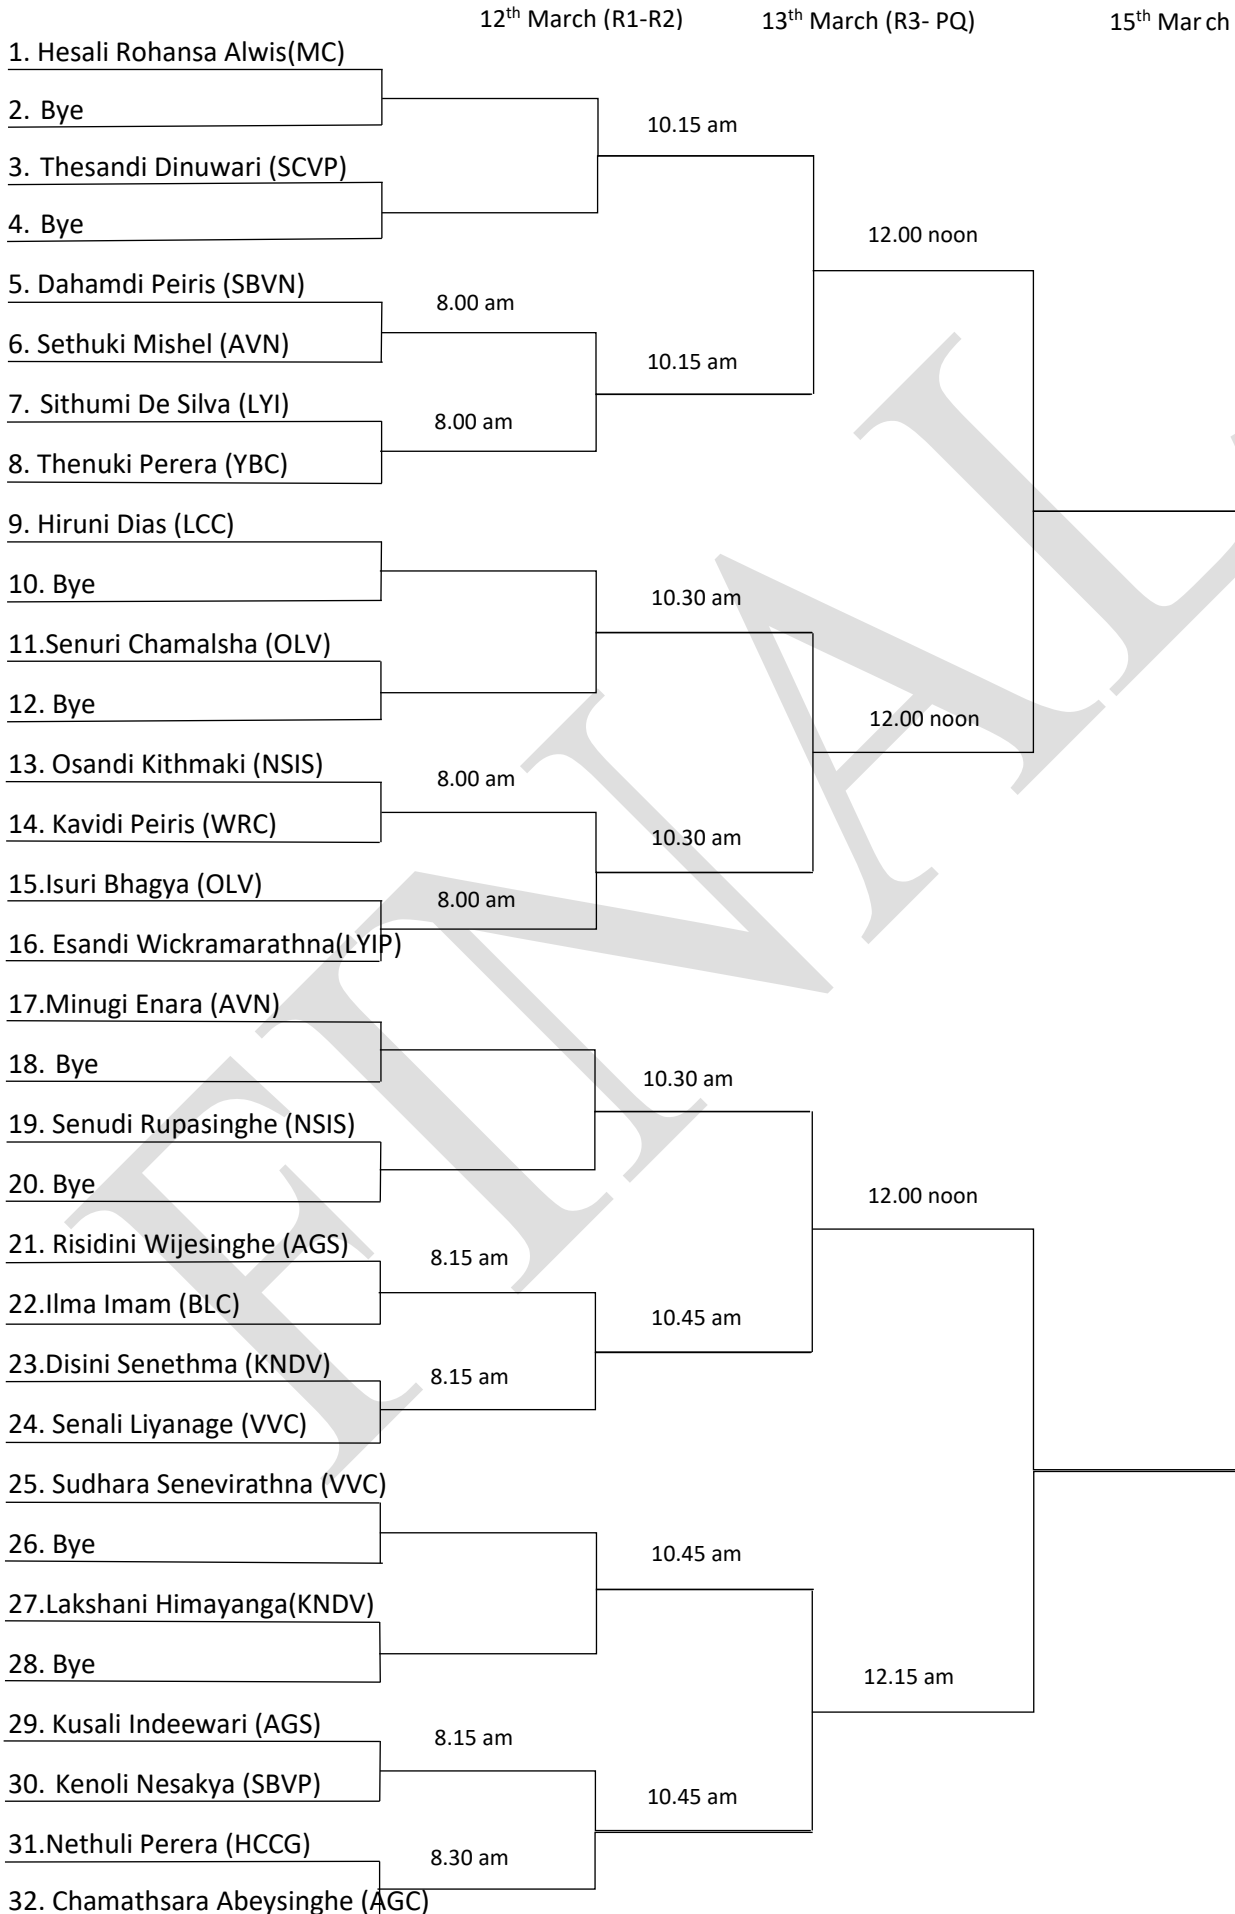 12th March (R1-R2) 13th March (R3- PQ) 15th March
1. Hesali Rohansa Alwis(MC)
2. Bye
10.15 am
3. Thesandi Dinuwari (SCVP)
4. Bye
12.00 noon
5. Dahamdi Peiris (SBVN)
8.00 am
6. Sethuki Mishel (AVN)
10.15 am
7. Sithumi De Silva (LYI)
8.00 am
8. Thenuki Perera (YBC)
9. Hiruni Dias (LCC)
10. Bye
10.30 am
11.Senuri Chamalsha (OLV)
12. Bye
12.00 noon
13. Osandi Kithmaki (NSIS)
8.00 am
14. Kavidi Peiris (WRC)
10.30 am
15.Isuri Bhagya (OLV)
8.00 am
16. Esandi Wickramarathna(LYIP)
17.Minugi Enara (AVN)
18. Bye
10.30 am
19. Senudi Rupasinghe (NSIS)
20. Bye
12.00 noon
21. Risidini Wijesinghe (AGS)
8.15 am
22.Ilma Imam (BLC)
10.45 am
23.Disini Senethma (KNDV)
8.15 am
24. Senali Liyanage (VVC)
25. Sudhara Senevirathna (VVC)
26. Bye
10.45 am
27.Lakshani Himayanga(KNDV)
28. Bye
12.15 am
29. Kusali Indeewari (AGS)
8.15 am
30. Kenoli Nesakya (SBVP)
10.45 am
31.Nethuli Perera (HCCG)
8.30 am
32. Chamathsara Abeysinghe (AGC)
FINAL